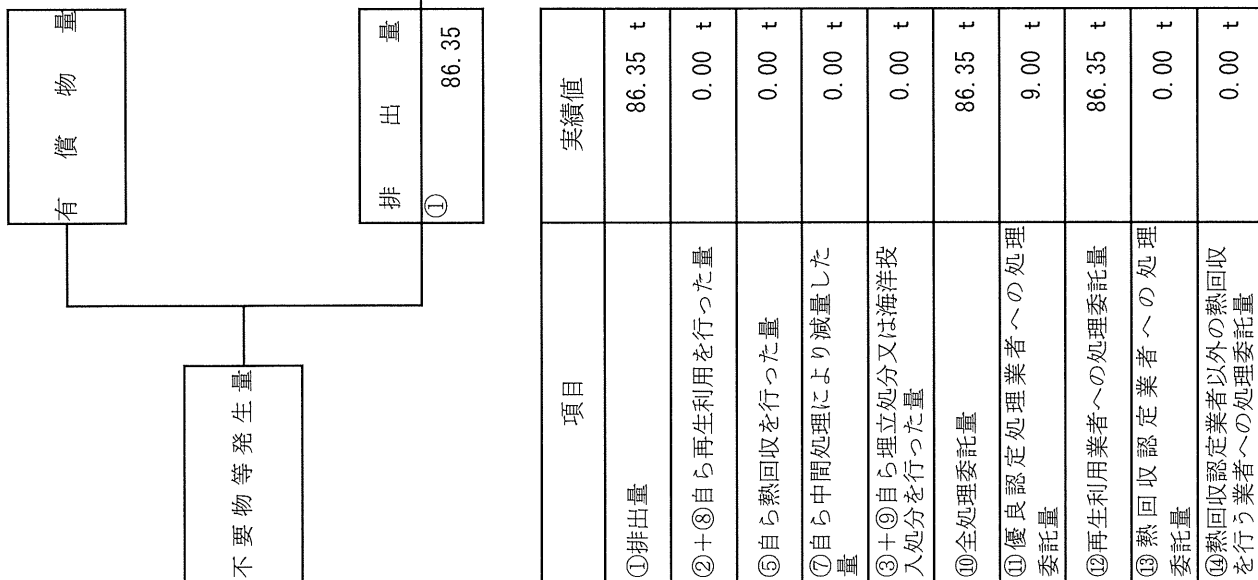 有償物量
排出量
① 86.35
不要物等発生量
項目 実績値
①排出量 86.35 t
②+⑧自ら再生利用を行った量 0.00 t
⑤自ら熱回収を行った量 0.00 t
⑦自ら中間処理により減量した
量 0.00 t
③+⑨自ら埋立処分又は海洋投
入処分を行った量 0.00 t
⑩全処理委託量 86.35 t
⑪優良認定処理業者への処理
委託量 9.00 t
⑫再生利用業者への処理委託量 86.35 t
⑬熱回収認定業者への処理
委託量 0.00 t
⑭熱回収認定業者以外の熱回収
を行う業者への処理委託量 0.00 t